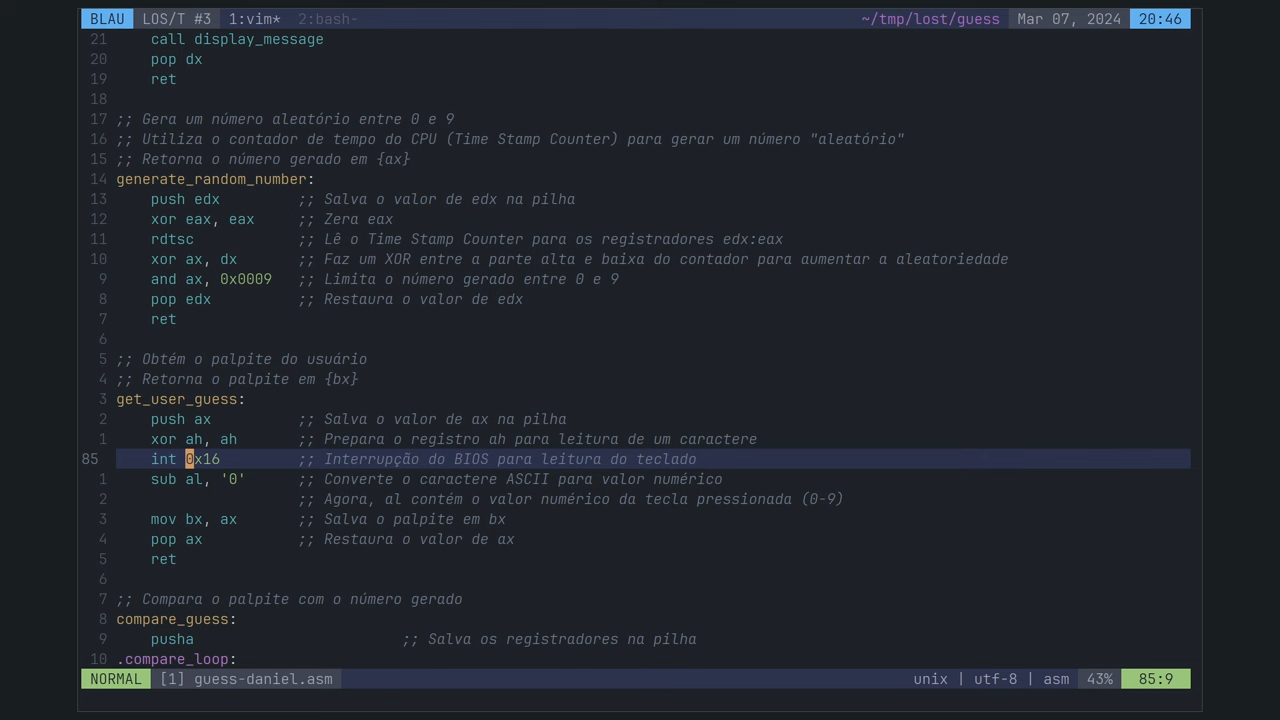 BLAU LOS/T #3 1:vim* 2:bash- ~/tmp/lost/guess Mar 07, 2024 20:46
21 call display_message
20 pop dx
19 ret
18
17 ;; Gera um número aleatório entre 0 e 9
16 ;; Utiliza o contador de tempo do CPU (Time Stamp Counter) para gerar um número "aleatório"
15 ;; Retorna o número gerado em {ax}
14 generate_random_number:
13 push edx ;; Salva o valor de edx na pilha
12 xor eax, eax ;; Zera eax
11 rdtsc ;; Lê o Time Stamp Counter para os registradores edx:eax
10 xor ax, dx ;; Faz um XOR entre a parte alta e baixa do contador para aumentar a aleatoriedade
9 and ax, 0x0009 ;; Limita o número gerado entre 0 e 9
8 pop edx ;; Restaura o valor de edx
7 ret
6
5 ;; Obtém o palpite do usuário
4 ;; Retorna o palpite em {bx}
3 get_user_guess:
2 push ax ;; Salva o valor de ax na pilha
1 xor ah, ah ;; Prepara o registro ah para leitura de um caractere
85 int 0x16 ;; Interrupção do BIOS para leitura do teclado
1 sub al, '0' ;; Converte o caractere ASCII para valor numérico
2 ;; Agora, al contém o valor numérico da tecla pressionada (0-9)
3 mov bx, ax ;; Salva o palpite em bx
4 pop ax ;; Restaura o valor de ax
5 ret
6
7 ;; Compara o palpite com o número gerado
8 compare_guess:
9 pusha ;; Salva os registradores na pilha
10 .compare_loop:
NORMAL [1] guess-daniel.asm unix | utf-8 | asm 43% 85:9